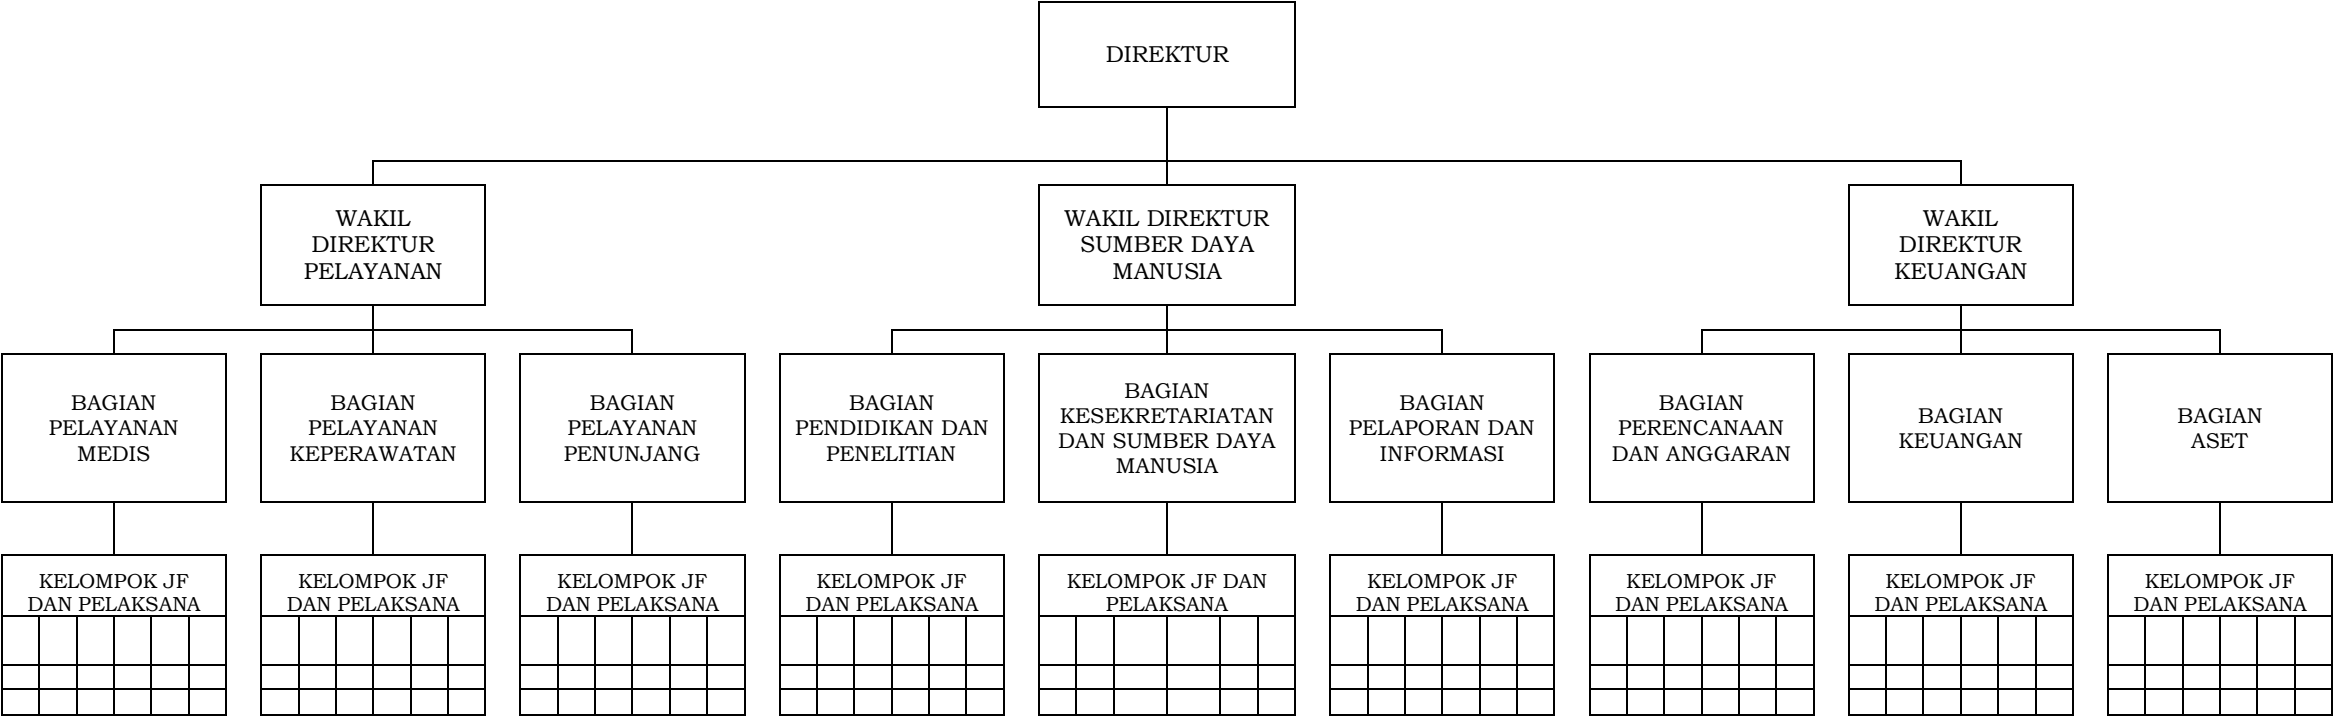 DIREKTUR
WAKIL
DIREKTUR
PELAYANAN
WAKIL DIREKTUR
SUMBER DAYA
MANUSIA
WAKIL
DIREKTUR
KEUANGAN
BAGIAN
PELAYANAN
MEDIS
BAGIAN
PELAYANAN
KEPERAWATAN
BAGIAN
PELAYANAN
PENUNJANG
BAGIAN
PENDIDIKAN DAN
PENELITIAN
BAGIAN
KESEKRETARIATAN
DAN SUMBER DAYA
MANUSIA
BAGIAN
PELAPORAN DAN
INFORMASI
BAGIAN
PERENCANAAN
DAN ANGGARAN
BAGIAN
KEUANGAN
BAGIAN
ASET
KELOMPOK JF
DAN PELAKSANA
KELOMPOK JF
DAN PELAKSANA
KELOMPOK JF
DAN PELAKSANA
KELOMPOK JF
DAN PELAKSANA
KELOMPOK JF DAN
PELAKSANA
KELOMPOK JF
DAN PELAKSANA
KELOMPOK JF
DAN PELAKSANA
KELOMPOK JF
DAN PELAKSANA
KELOMPOK JF
DAN PELAKSANA